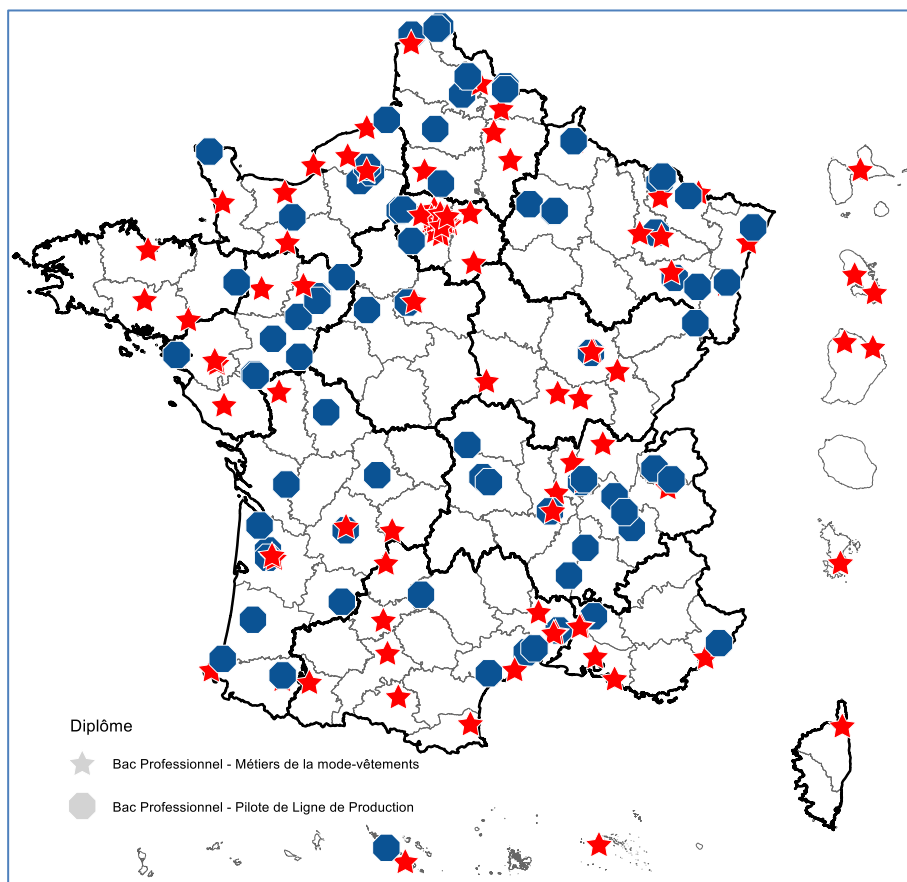 Diplôme
Bac Professionnel - Métiers de la mode-vêtements
Bac Professionnel - Pilote de Ligne de Production